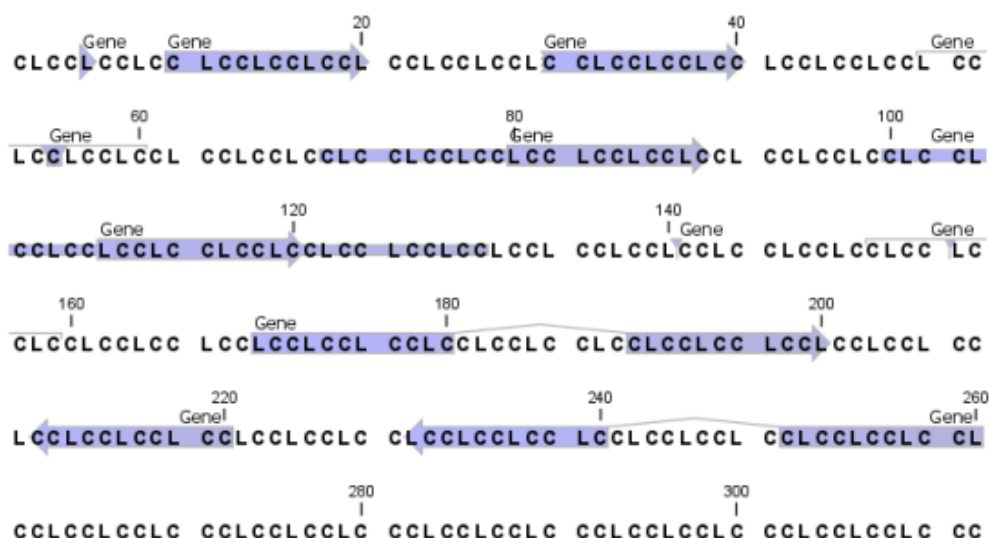 20 40
Gene Gene Gene Gene
CLCCLCCLCC LCCLCCLCCL CCLCCLCCLC CLCCLCCLCC LCCLCCLCCL CC
60 80 100
Gene Gene Gene
LCCLCCLCCL CCLCCLCCLC CLCCLCCLCC LCCLCCLCCL CCLCCLCCLC CL
120 140
Gene Gene Gene
CCLCCLCCLC CLCCLCCLCC LCCLCCLCCL CCLCCLCCLC CLCCLCCLCC LC
160 180 200
Gene
CLCCLCCLCC LCCLCCLCCL CCLCCLCCLC CLCCLCCLCC LCCLCCLCCL CC
220 240 260
Gene Gene
LCCLCCLCCL CCLCCLCCLC CLCCLCCLCC LCCLCCLCCL CCLCCLCCLC CL
280 300
CCLCCLCCLC CCLCCLCCLC CCLCCLCCLC CCLCCLCCLC CCLCCLCCLC CC